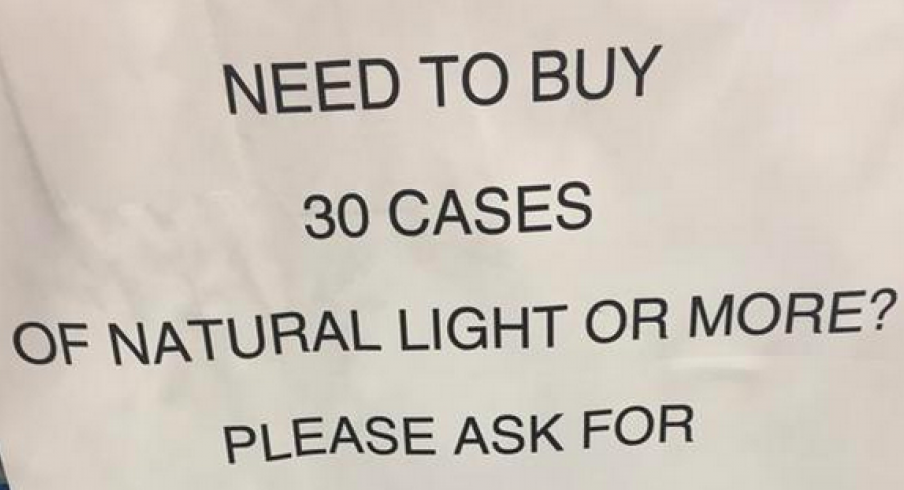 NEED TO BUY
30 CASES
OF NATURAL LIGHT OR MORE?
PLEASE ASK FOR